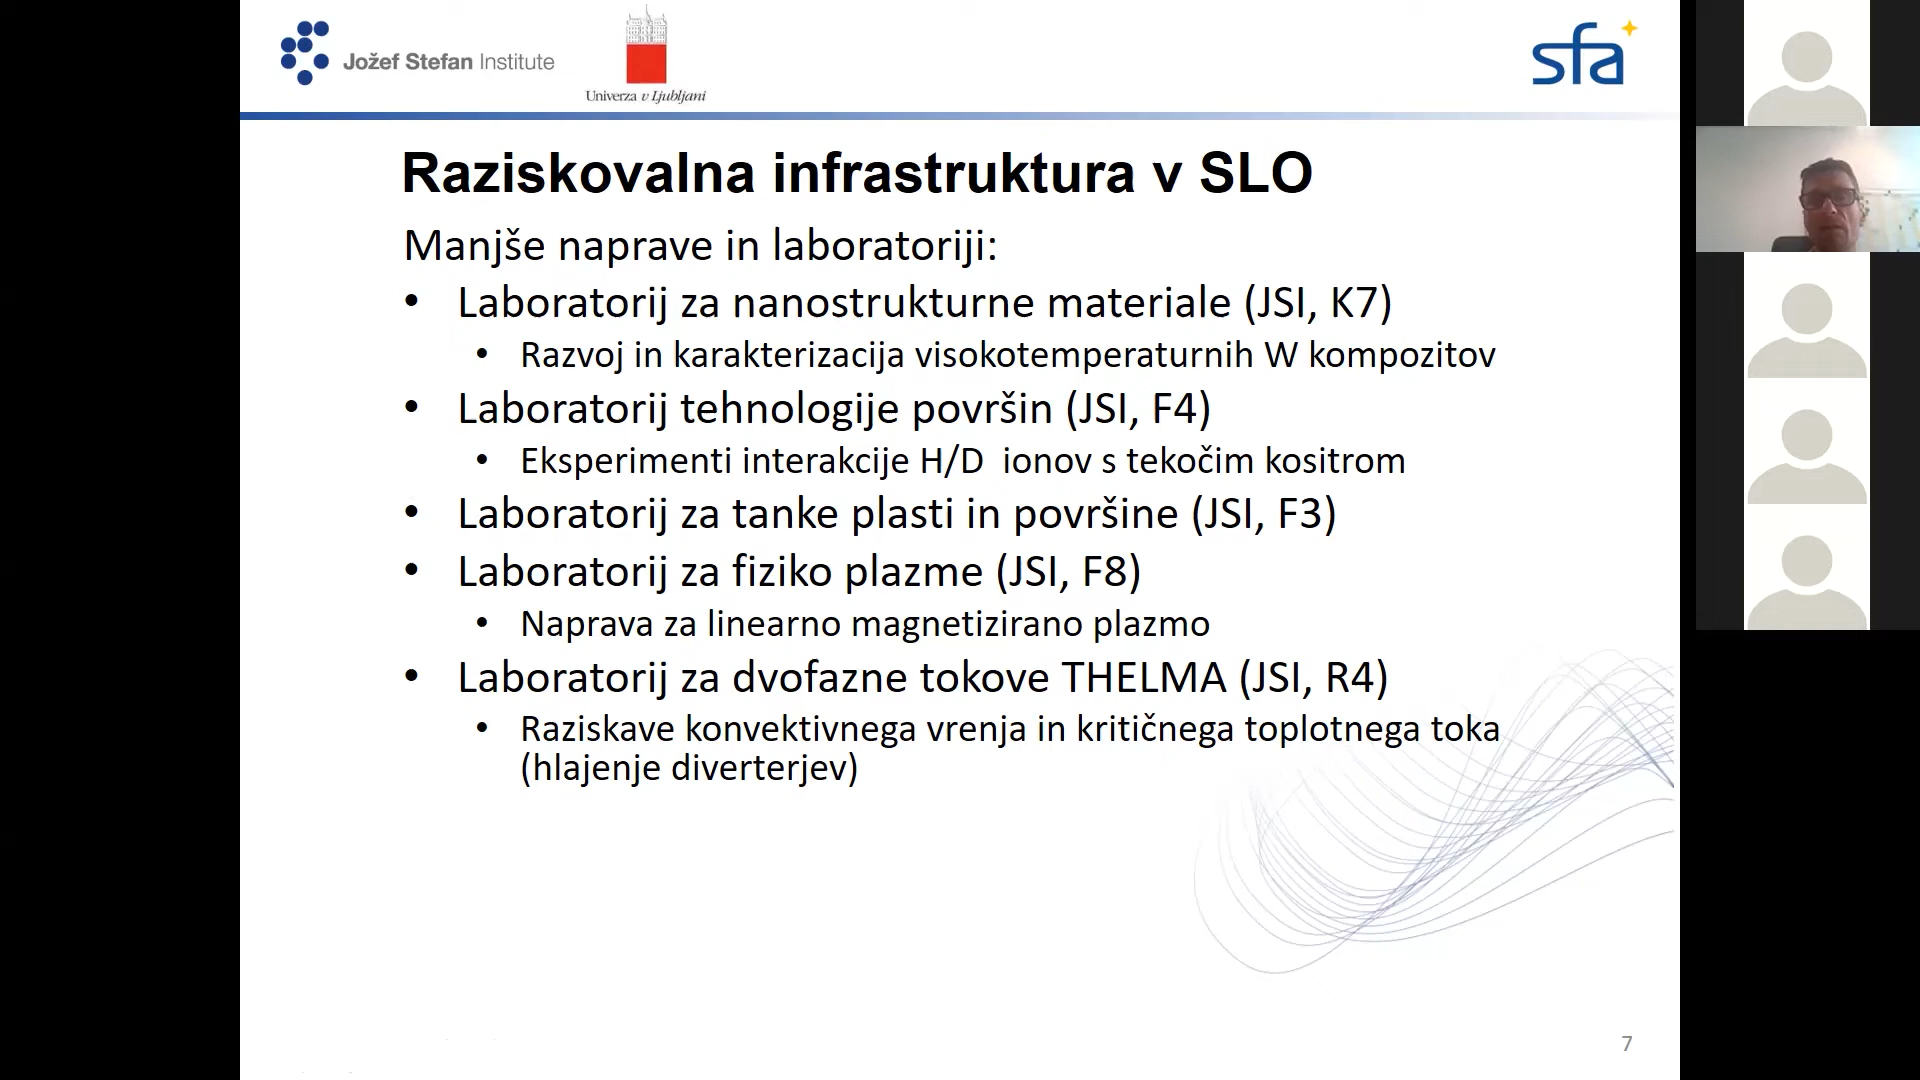 Jožef Stefan Institute
Univerza v Ljubljani
sfa
Raziskovalna infrastruktura v SLO
Manjše naprave in laboratoriji:
• Laboratorij za nanostrukturne materiale (JSI, K7)
• Razvoj in karakterizacija visokotemperaturnih W kompozitov
• Laboratorij tehnologije površin (JSI, F4)
• Eksperimenti interakcije H/D ionov s tekočim kositrom
• Laboratorij za tanke plasti in površine (JSI, F3)
• Laboratorij za fiziko plazme (JSI, F8)
• Naprava za linearno magnetizirano plazmo
• Laboratorij za dvofazne tokove THELMA (JSI, R4)
• Raziskave konvektivnega vrenja in kritičnega toplotnega toka
(hlajenje diverterjev)
7